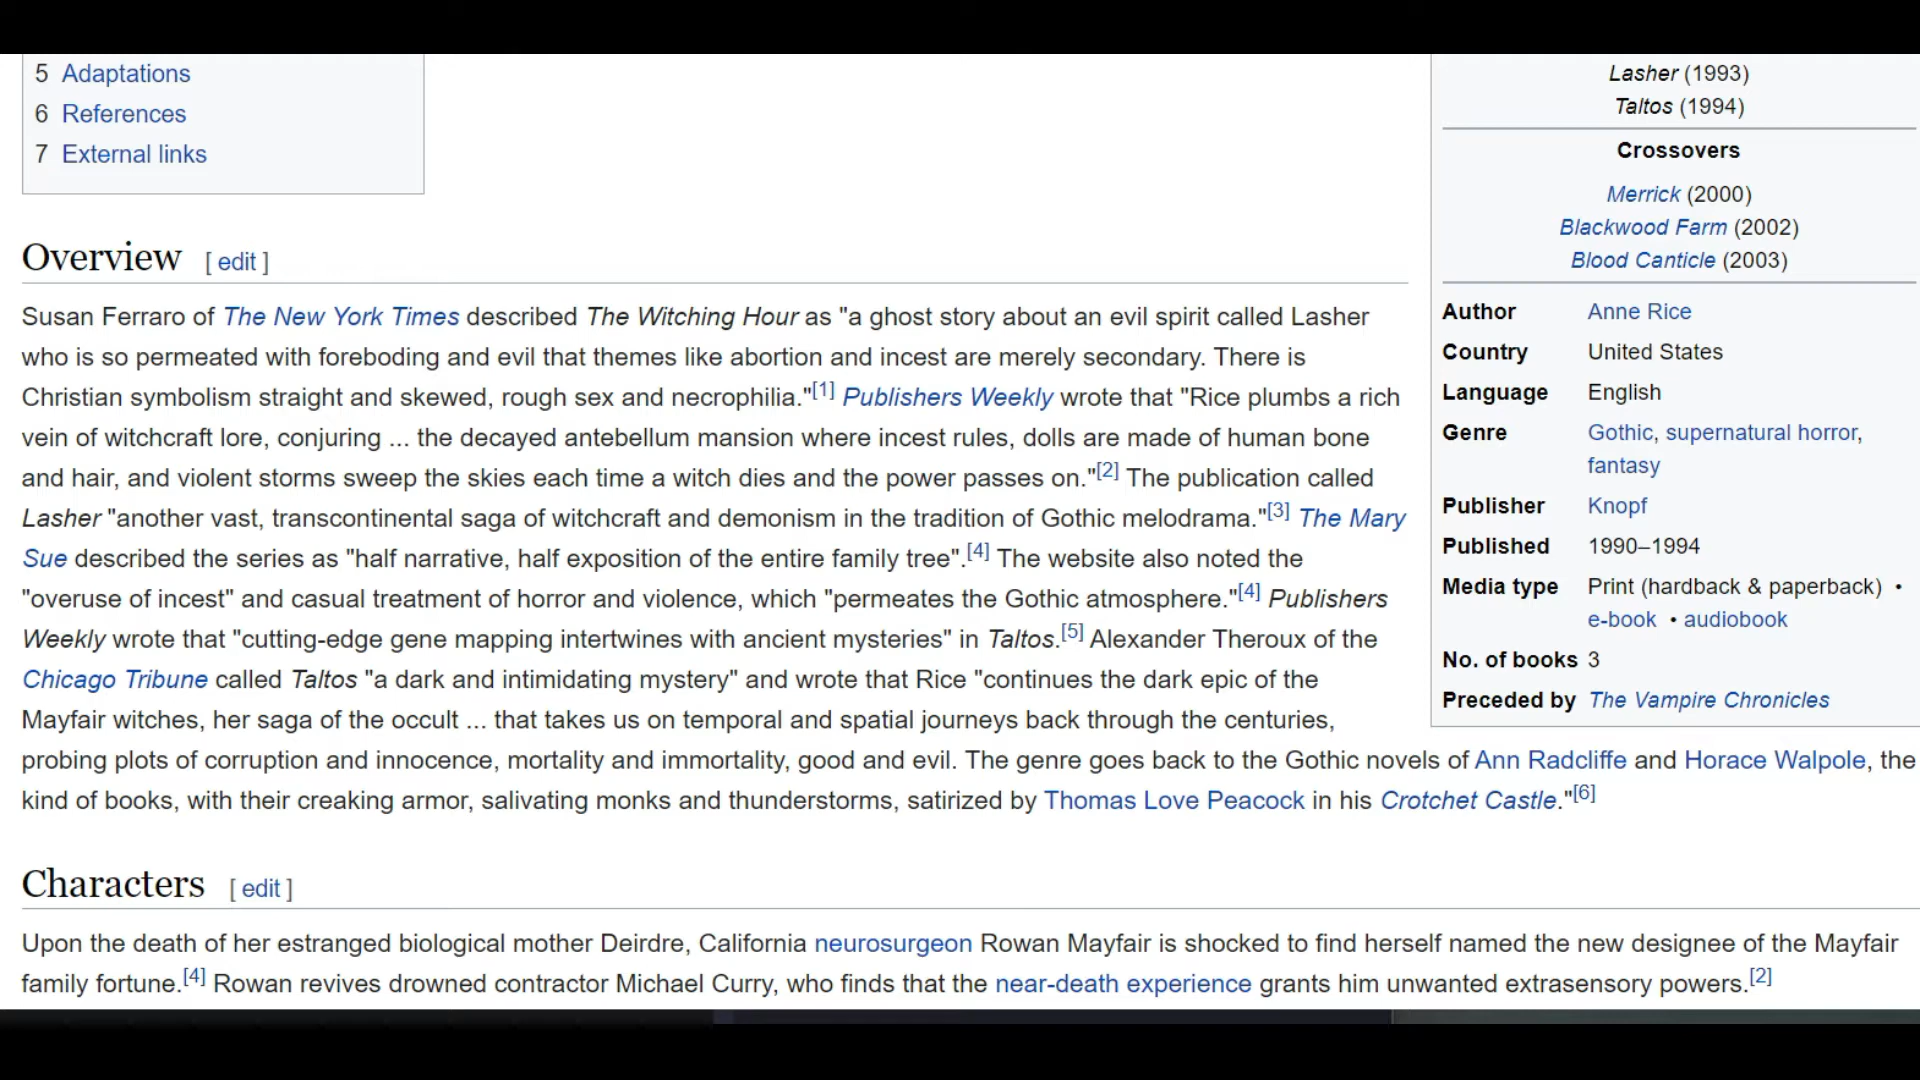 5 Adaptations
6 References
7 External links
Overview [ edit ]
Susan Ferraro of The New York Times described The Witching Hour as "a ghost story about an evil spirit called Lasher
who is so permeated with foreboding and evil that themes like abortion and incest are merely secondary. There is
Christian symbolism straight and skewed, rough sex and necrophilia."[1] Publishers Weekly wrote that "Rice plumbs a rich
vein of witchcraft lore, conjuring ... the decayed antebellum mansion where incest rules, dolls are made of human bone
and hair, and violent storms sweep the skies each time a witch dies and the power passes on."[2] The publication called
Lasher "another vast, transcontinental saga of witchcraft and demonism in the tradition of Gothic melodrama."[3] The Mary
Sue described the series as "half narrative, half exposition of the entire family tree".[4] The website also noted the
"overuse of incest" and casual treatment of horror and violence, which "permeates the Gothic atmosphere."[4] Publishers
Weekly wrote that "cutting-edge gene mapping intertwines with ancient mysteries" in Taltos.[5] Alexander Theroux of the
Chicago Tribune called Taltos "a dark and intimidating mystery" and wrote that Rice "continues the dark epic of the
Mayfair witches, her saga of the occult ... that takes us on temporal and spatial journeys back through the centuries,
probing plots of corruption and innocence, mortality and immortality, good and evil. The genre goes back to the Gothic novels of Ann Radcliffe and Horace Walpole, the
kind of books, with their creaking armor, salivating monks and thunderstorms, satirized by Thomas Love Peacock in his Crotchet Castle."[6]
Characters [ edit ]
Upon the death of her estranged biological mother Deirdre, California neurosurgeon Rowan Mayfair is shocked to find herself named the new designee of the Mayfair
family fortune.[4] Rowan revives drowned contractor Michael Curry, who finds that the near-death experience grants him unwanted extrasensory powers.[2]
Lasher (1993)
Taltos (1994)
Crossovers
Merrick (2000)
Blackwood Farm (2002)
Blood Canticle (2003)
Author Anne Rice
Country United States
Language English
Genre Gothic, supernatural horror,
fantasy
Publisher Knopf
Published 1990–1994
Media type Print (hardback & paperback) •
e-book • audiobook
No. of books 3
Preceded by The Vampire Chronicles